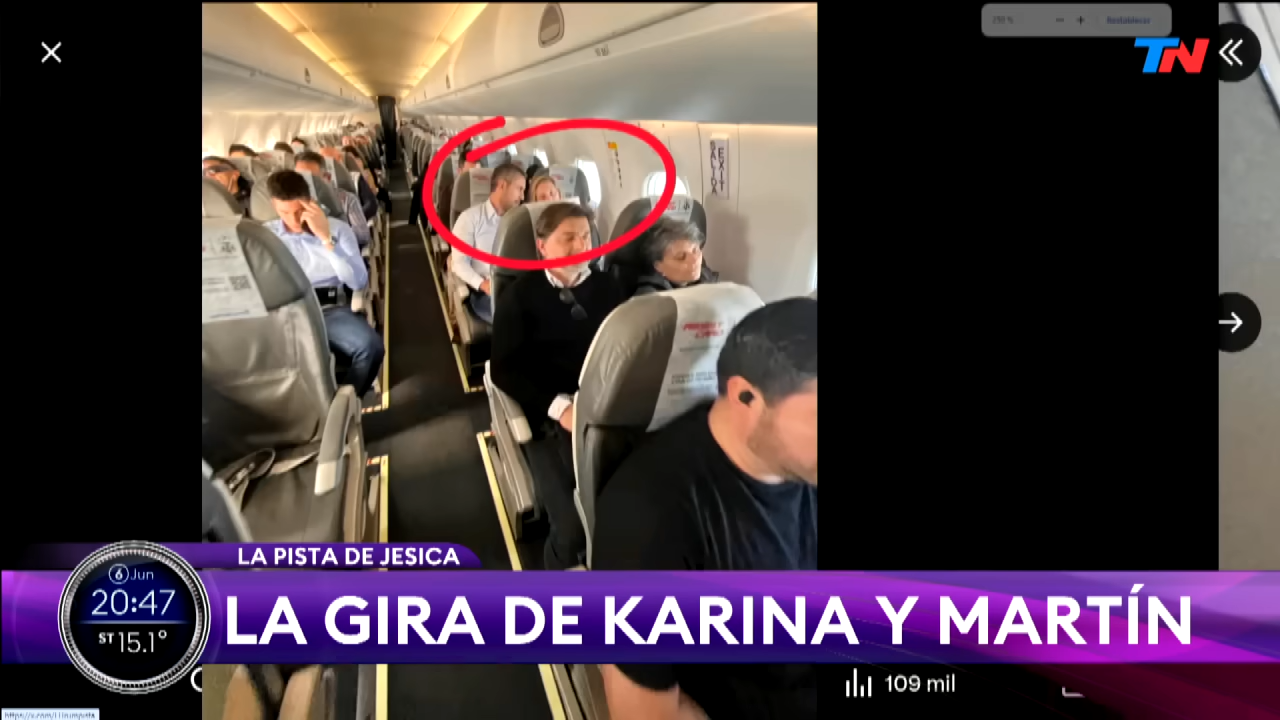 Restablecer
TN
SALIDA
EXIT
LA PISTA DE JESICA
6 Jun
20:47
ST 15.1°
LA GIRA DE KARINA Y MARTÍN
109 mil